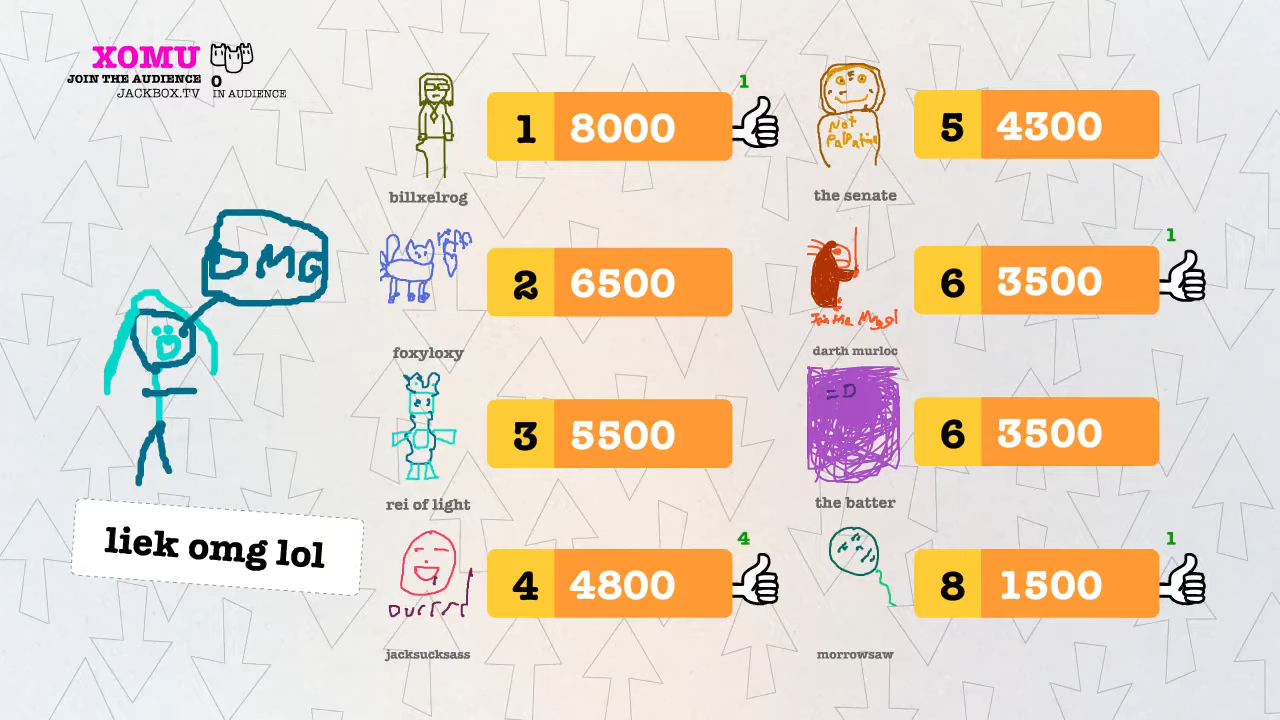 XOMU
JOIN THE AUDIENCE
JACKBOX.TV
0
IN AUDIENCE
OMG
liek omg lol
1 8000
1
billxelrog
2 6500
foxyloxy
3 5500
rei of light
Durrrr
4 4800
4
jacksucksass
Not
Palpatine
5 4300
the senate
Join Me
6 3500
1
darth murloc
=D
6 3500
the batter
8 1500
1
morrowsaw